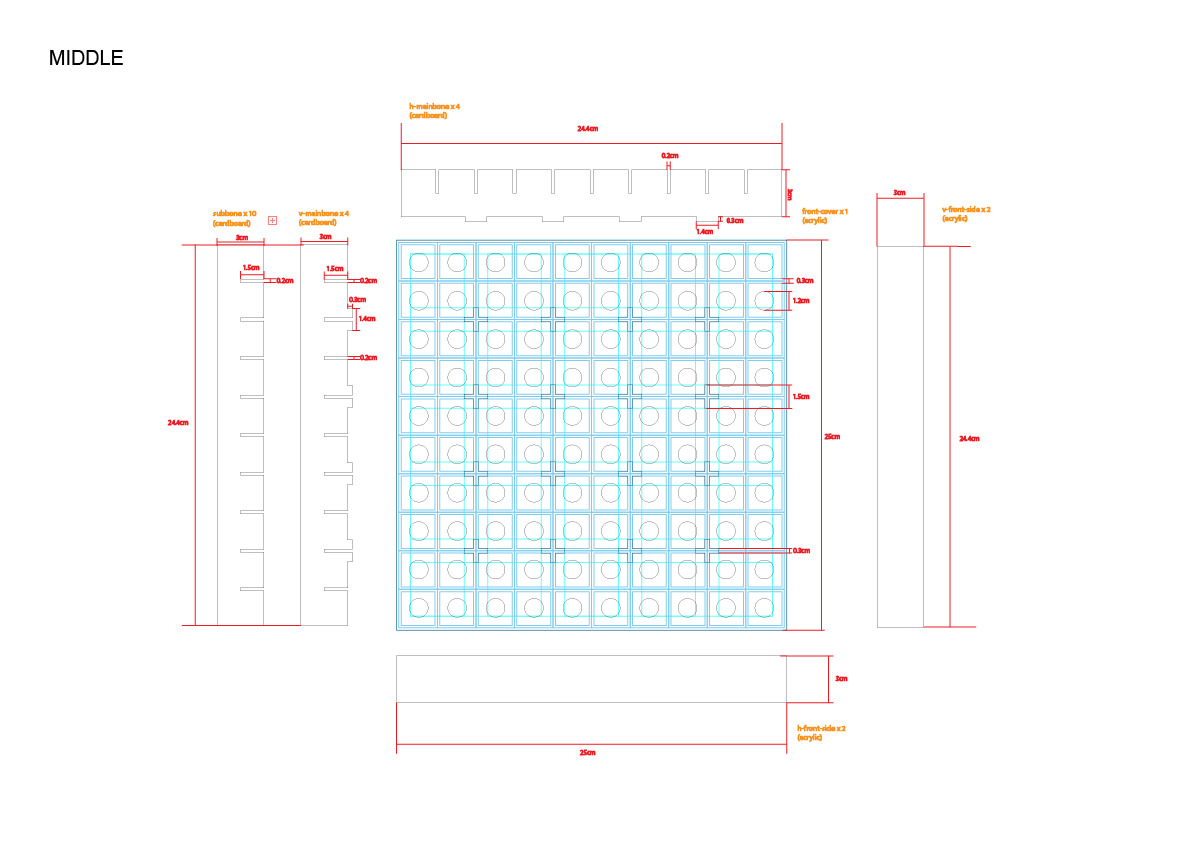 MIDDLE
h-mainbone x 4
(cardboard)
24.4cm
0.2cm
3cm
0.3cm
1.4cm
front-cover x 1
(acrylic)
3cm
v-front-side x 2
(acrylic)
subbone x 10
(cardboard)
v-mainbone x 4
(cardboard)
3cm
3cm
1.5cm
0.2cm
1.5cm
0.2cm
0.3cm
1.4cm
0.2cm
24.4cm
0.3cm
1.2cm
1.5cm
25cm
0.3cm
24.4cm
3cm
h-front-side x 2
(acrylic)
25cm